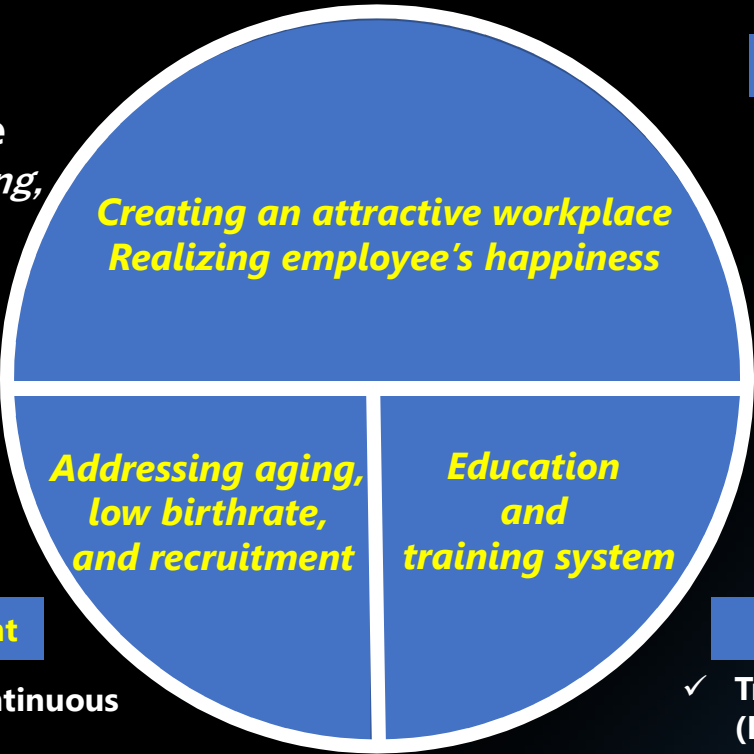 Creating an attractive workplace
Realizing employee’s happiness
Addressing aging,
low birthrate,
and recruitment
Education
and
training system